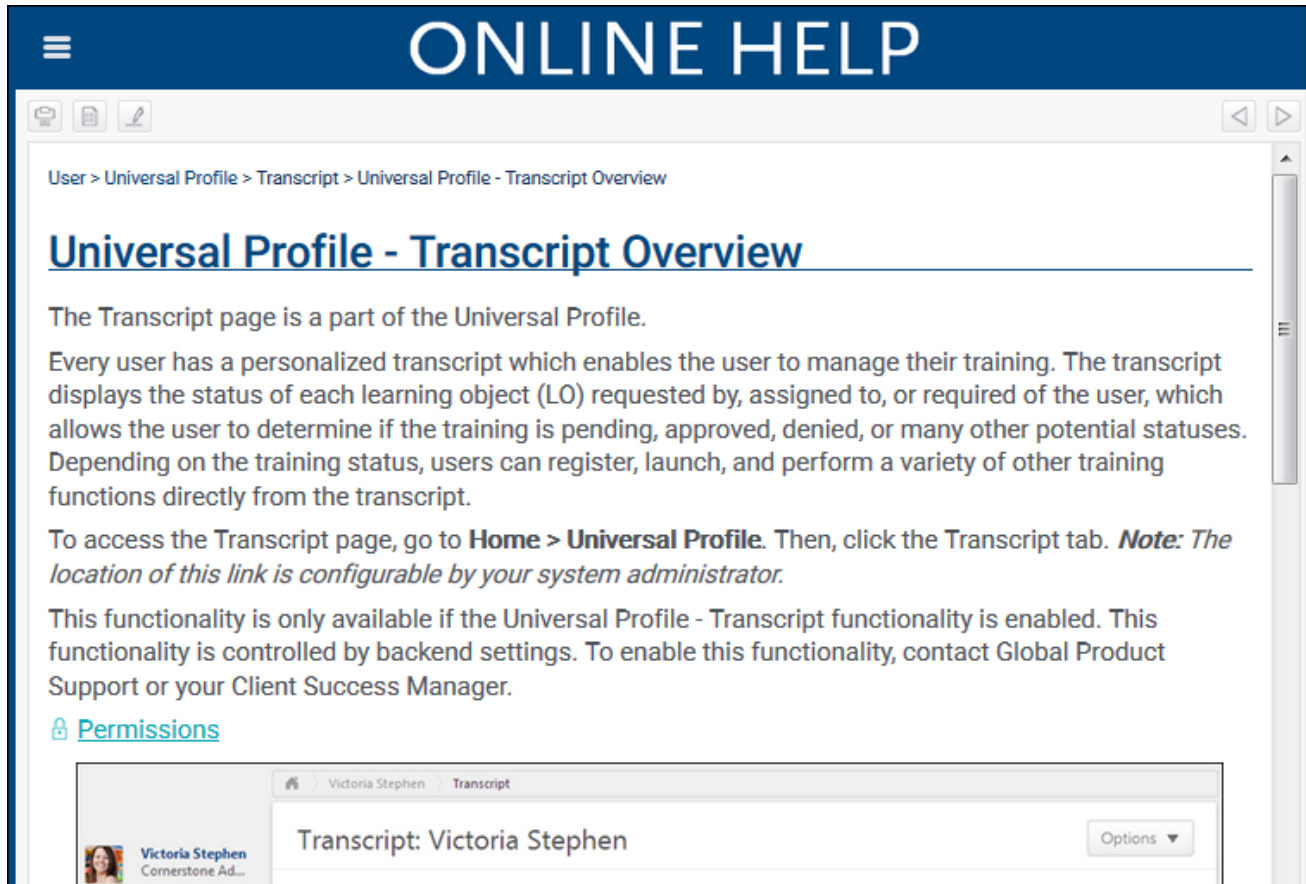 ONLINE HELP
User > Universal Profile > Transcript > Universal Profile - Transcript Overview
Universal Profile - Transcript Overview
The Transcript page is a part of the Universal Profile.
Every user has a personalized transcript which enables the user to manage their training. The transcript
displays the status of each learning object (LO) requested by, assigned to, or required of the user, which
allows the user to determine if the training is pending, approved, denied, or many other potential statuses.
Depending on the training status, users can register, launch, and perform a variety of other training
functions directly from the transcript.
To access the Transcript page, go to Home > Universal Profile. Then, click the Transcript tab. Note: The
location of this link is configurable by your system administrator.
This functionality is only available if the Universal Profile - Transcript functionality is enabled. This
functionality is controlled by backend settings. To enable this functionality, contact Global Product
Support or your Client Success Manager.
Permissions
Victoria Stephen Transcript
Transcript: Victoria Stephen
Options
Victoria Stephen
Cornerstone Ad...